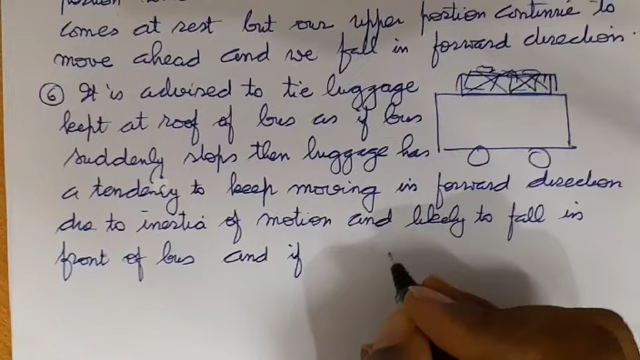 comes at rest but our upper portion continue to
move ahead and we fall in forward direction.
6 It is advised to tie luggage
kept at roof of bus as if bus
suddenly stops then luggage has
a tendency to keep moving in forward direction
due to inertia of motion and likely to fall in
front of bus and if